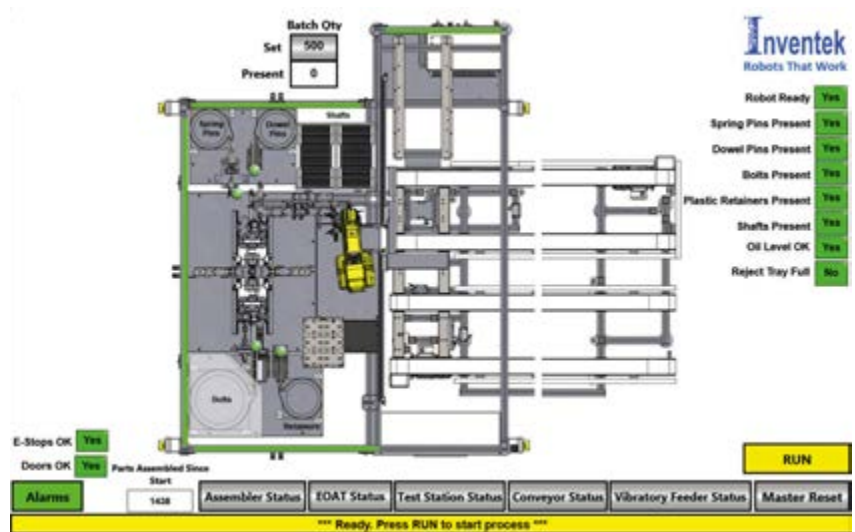 Batch Qty
Set 500
Present 0
Inventek
Robots That Work
Robot Ready Yes
Spring Pins Present Yes
Dowel Pins Present Yes
Bolts Present Yes
Plastic Retainers Present Yes
Shafts Present Yes
Oil Level OK Yes
Reject Tray Full No
Spring
Pins
Dowel
Pins
Shafts
Bolts
Retainers
E-Stops OK Yes
Doors OK Yes
Parts Assembled Since
Start
1438
RUN
Alarms
Assembler Status
EOAT Status
Test Station Status
Conveyor Status
Vibratory Feeder Status
Master Reset
*** Ready. Press RUN to start process ***